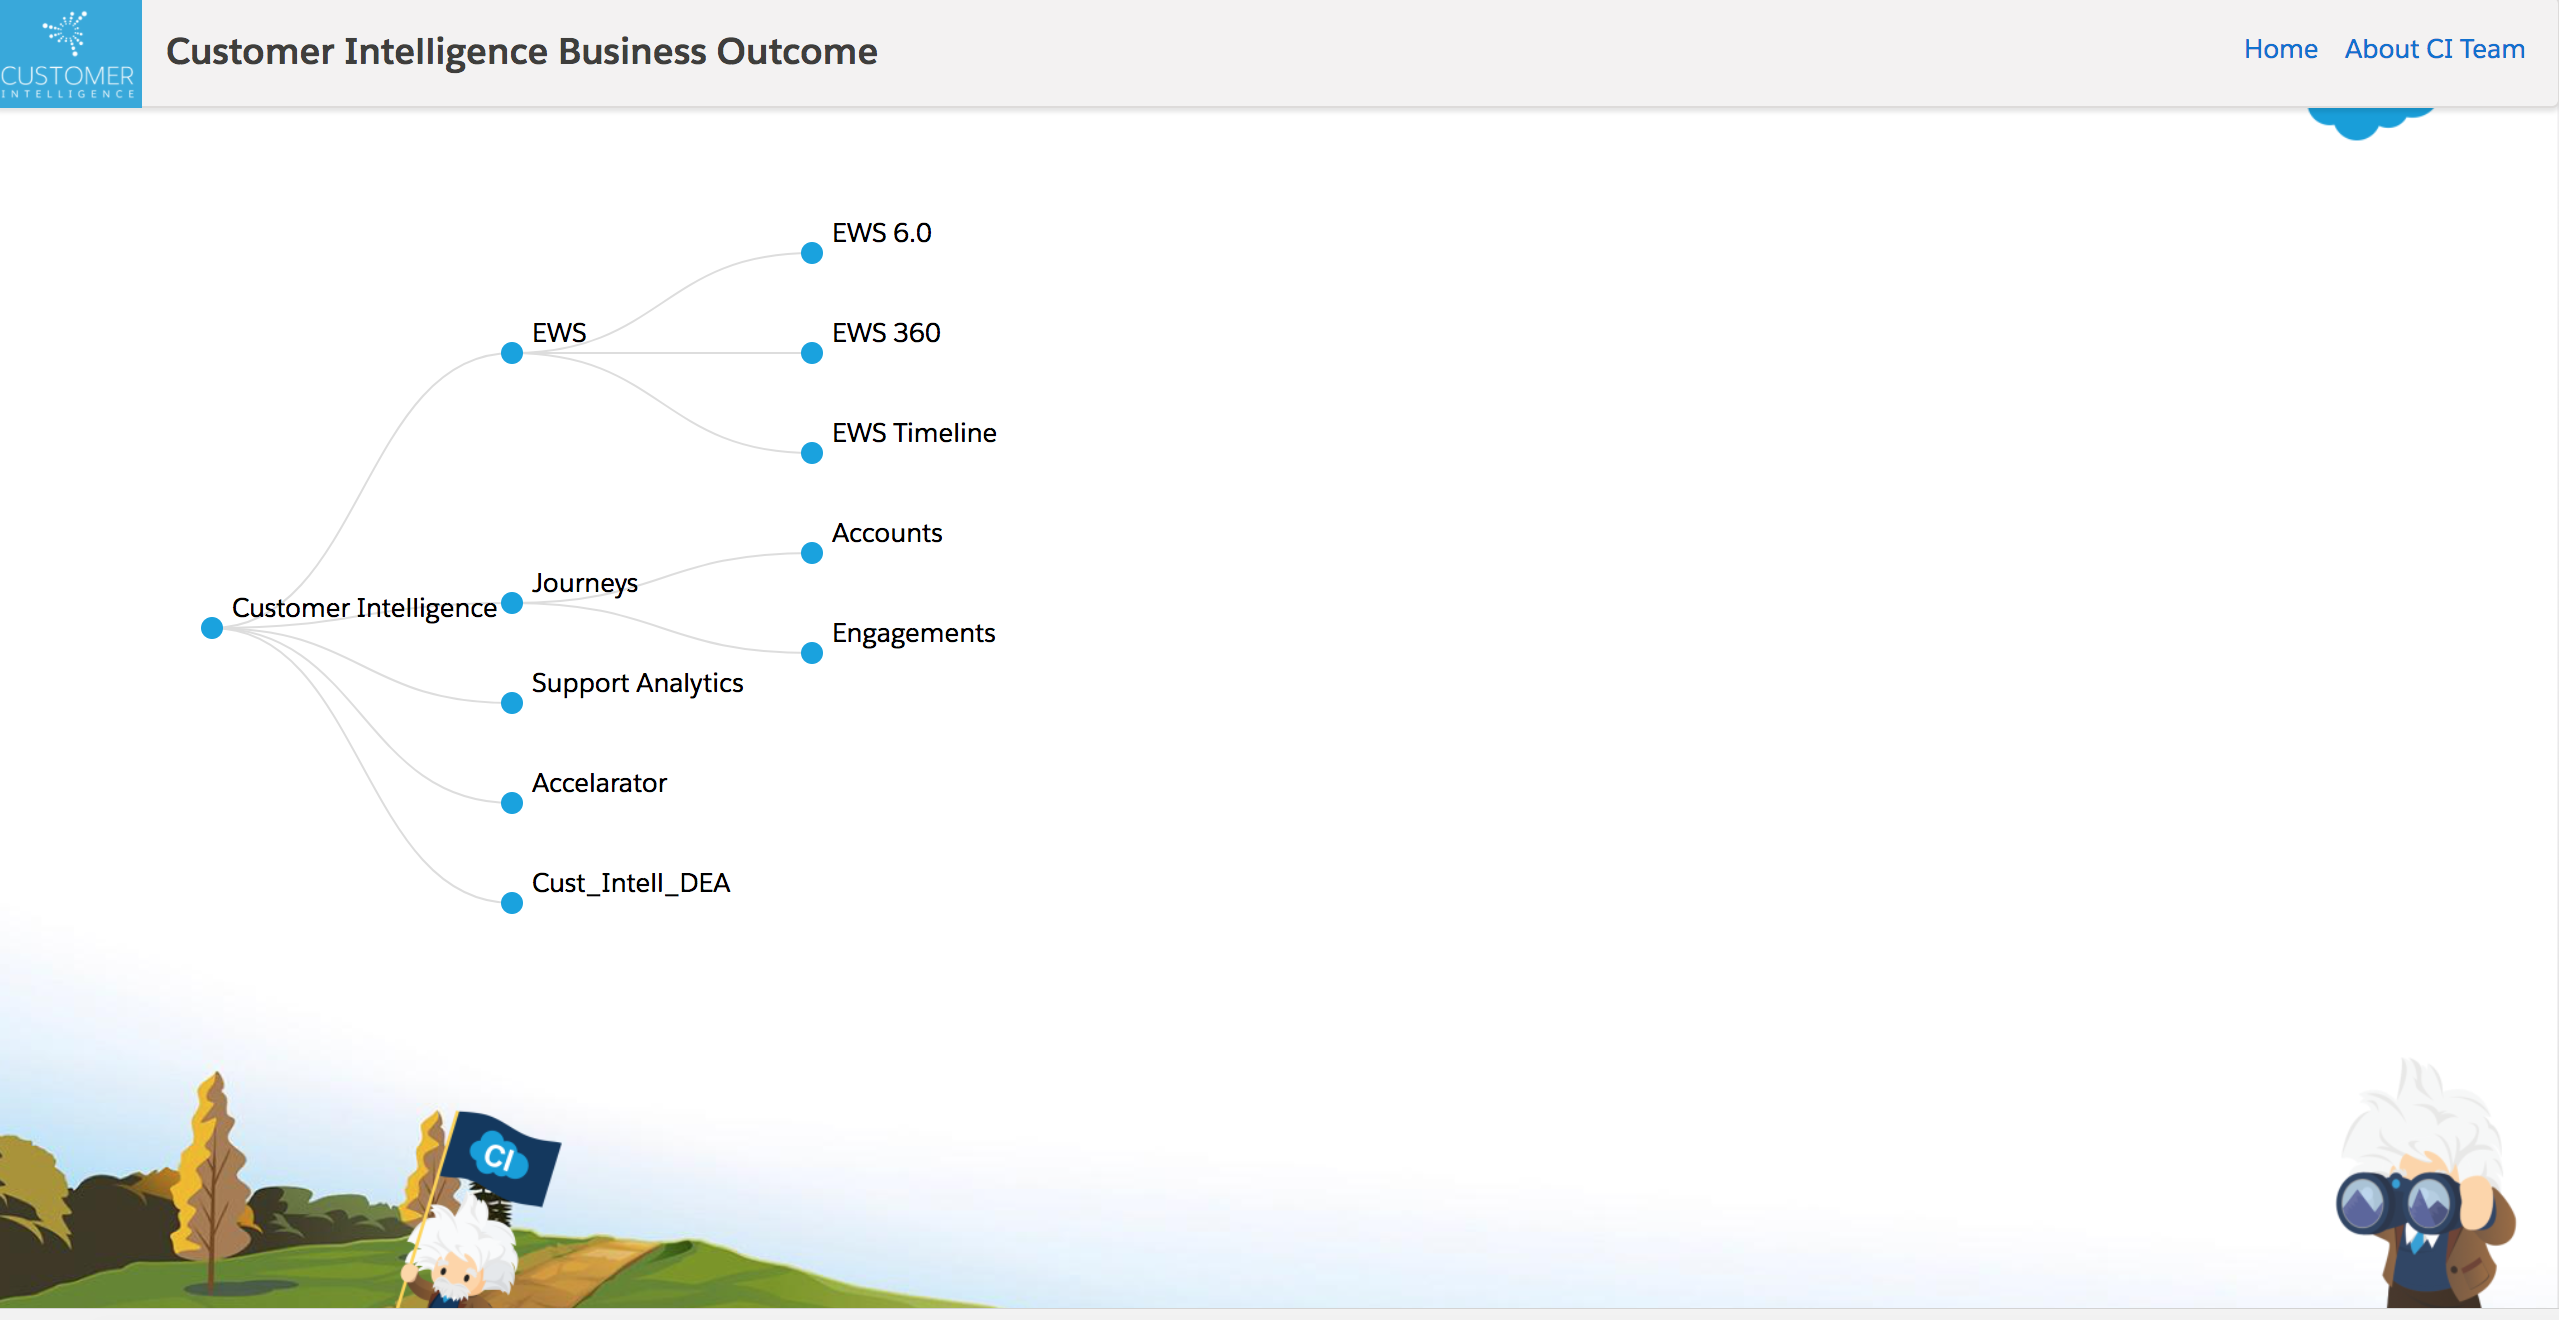 CUSTOMER
INTELLIGENCE
Customer Intelligence Business Outcome
Home
About CI Team
EWS 6.0
EWS
EWS 360
EWS Timeline
Accounts
Journeys
Customer Intelligence
Engagements
Support Analytics
Accelarator
Cust_Intell_DEA
CI